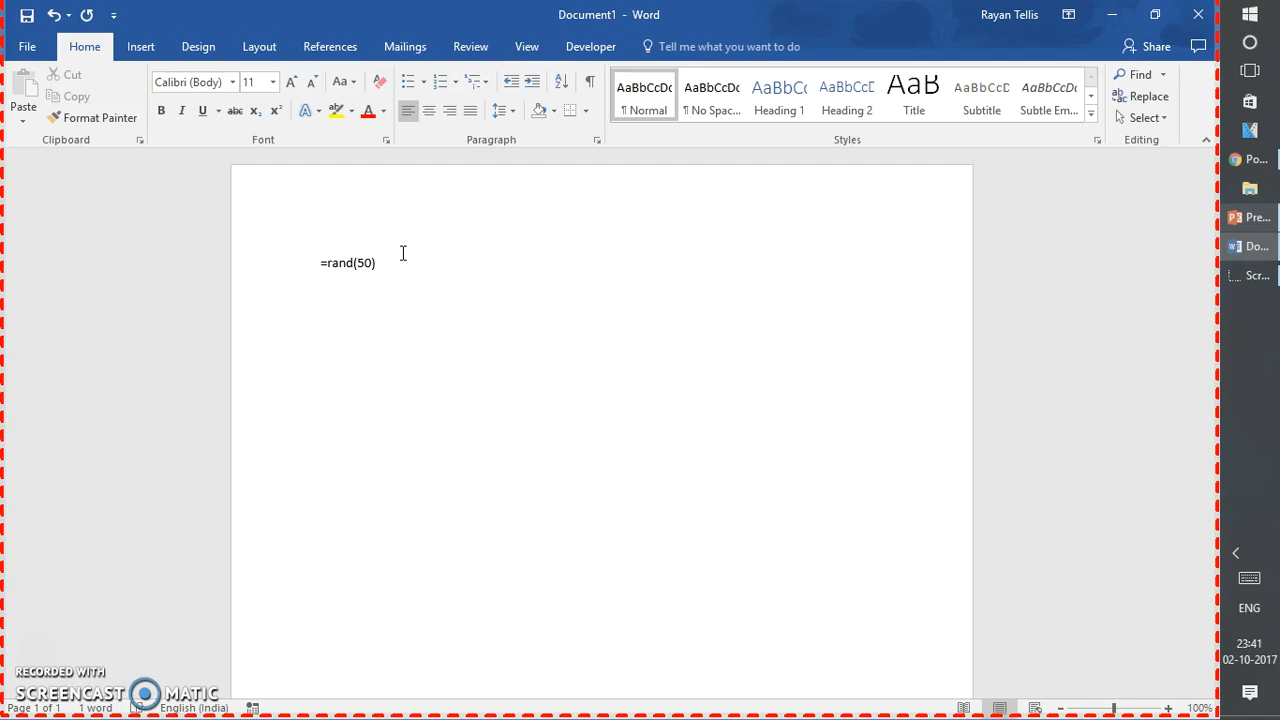 Document1 - Word
Rayan Tellis
File Home Insert Design Layout References Mailings Review View Developer Tell me what you want to do Share
Paste
Cut
Copy
Format Painter
Calibri (Body) 11
AaBbCcDc AaBbCcDc AaBbCc AaBbCcD AaB AaBbCcD AaBbCcDc
¶ Normal ¶ No Spac... Heading 1 Heading 2 Title Subtitle Subtle Em...
Find
Replace
Select
Clipboard Font Paragraph Styles Editing
=rand(50)
Po...
Pre...
Do...
Scr...
ENG
23:41
02-10-2017
RECORDED WITH
SCREENCAST MATIC
Page 1 of 1 1 word English (India) 100%